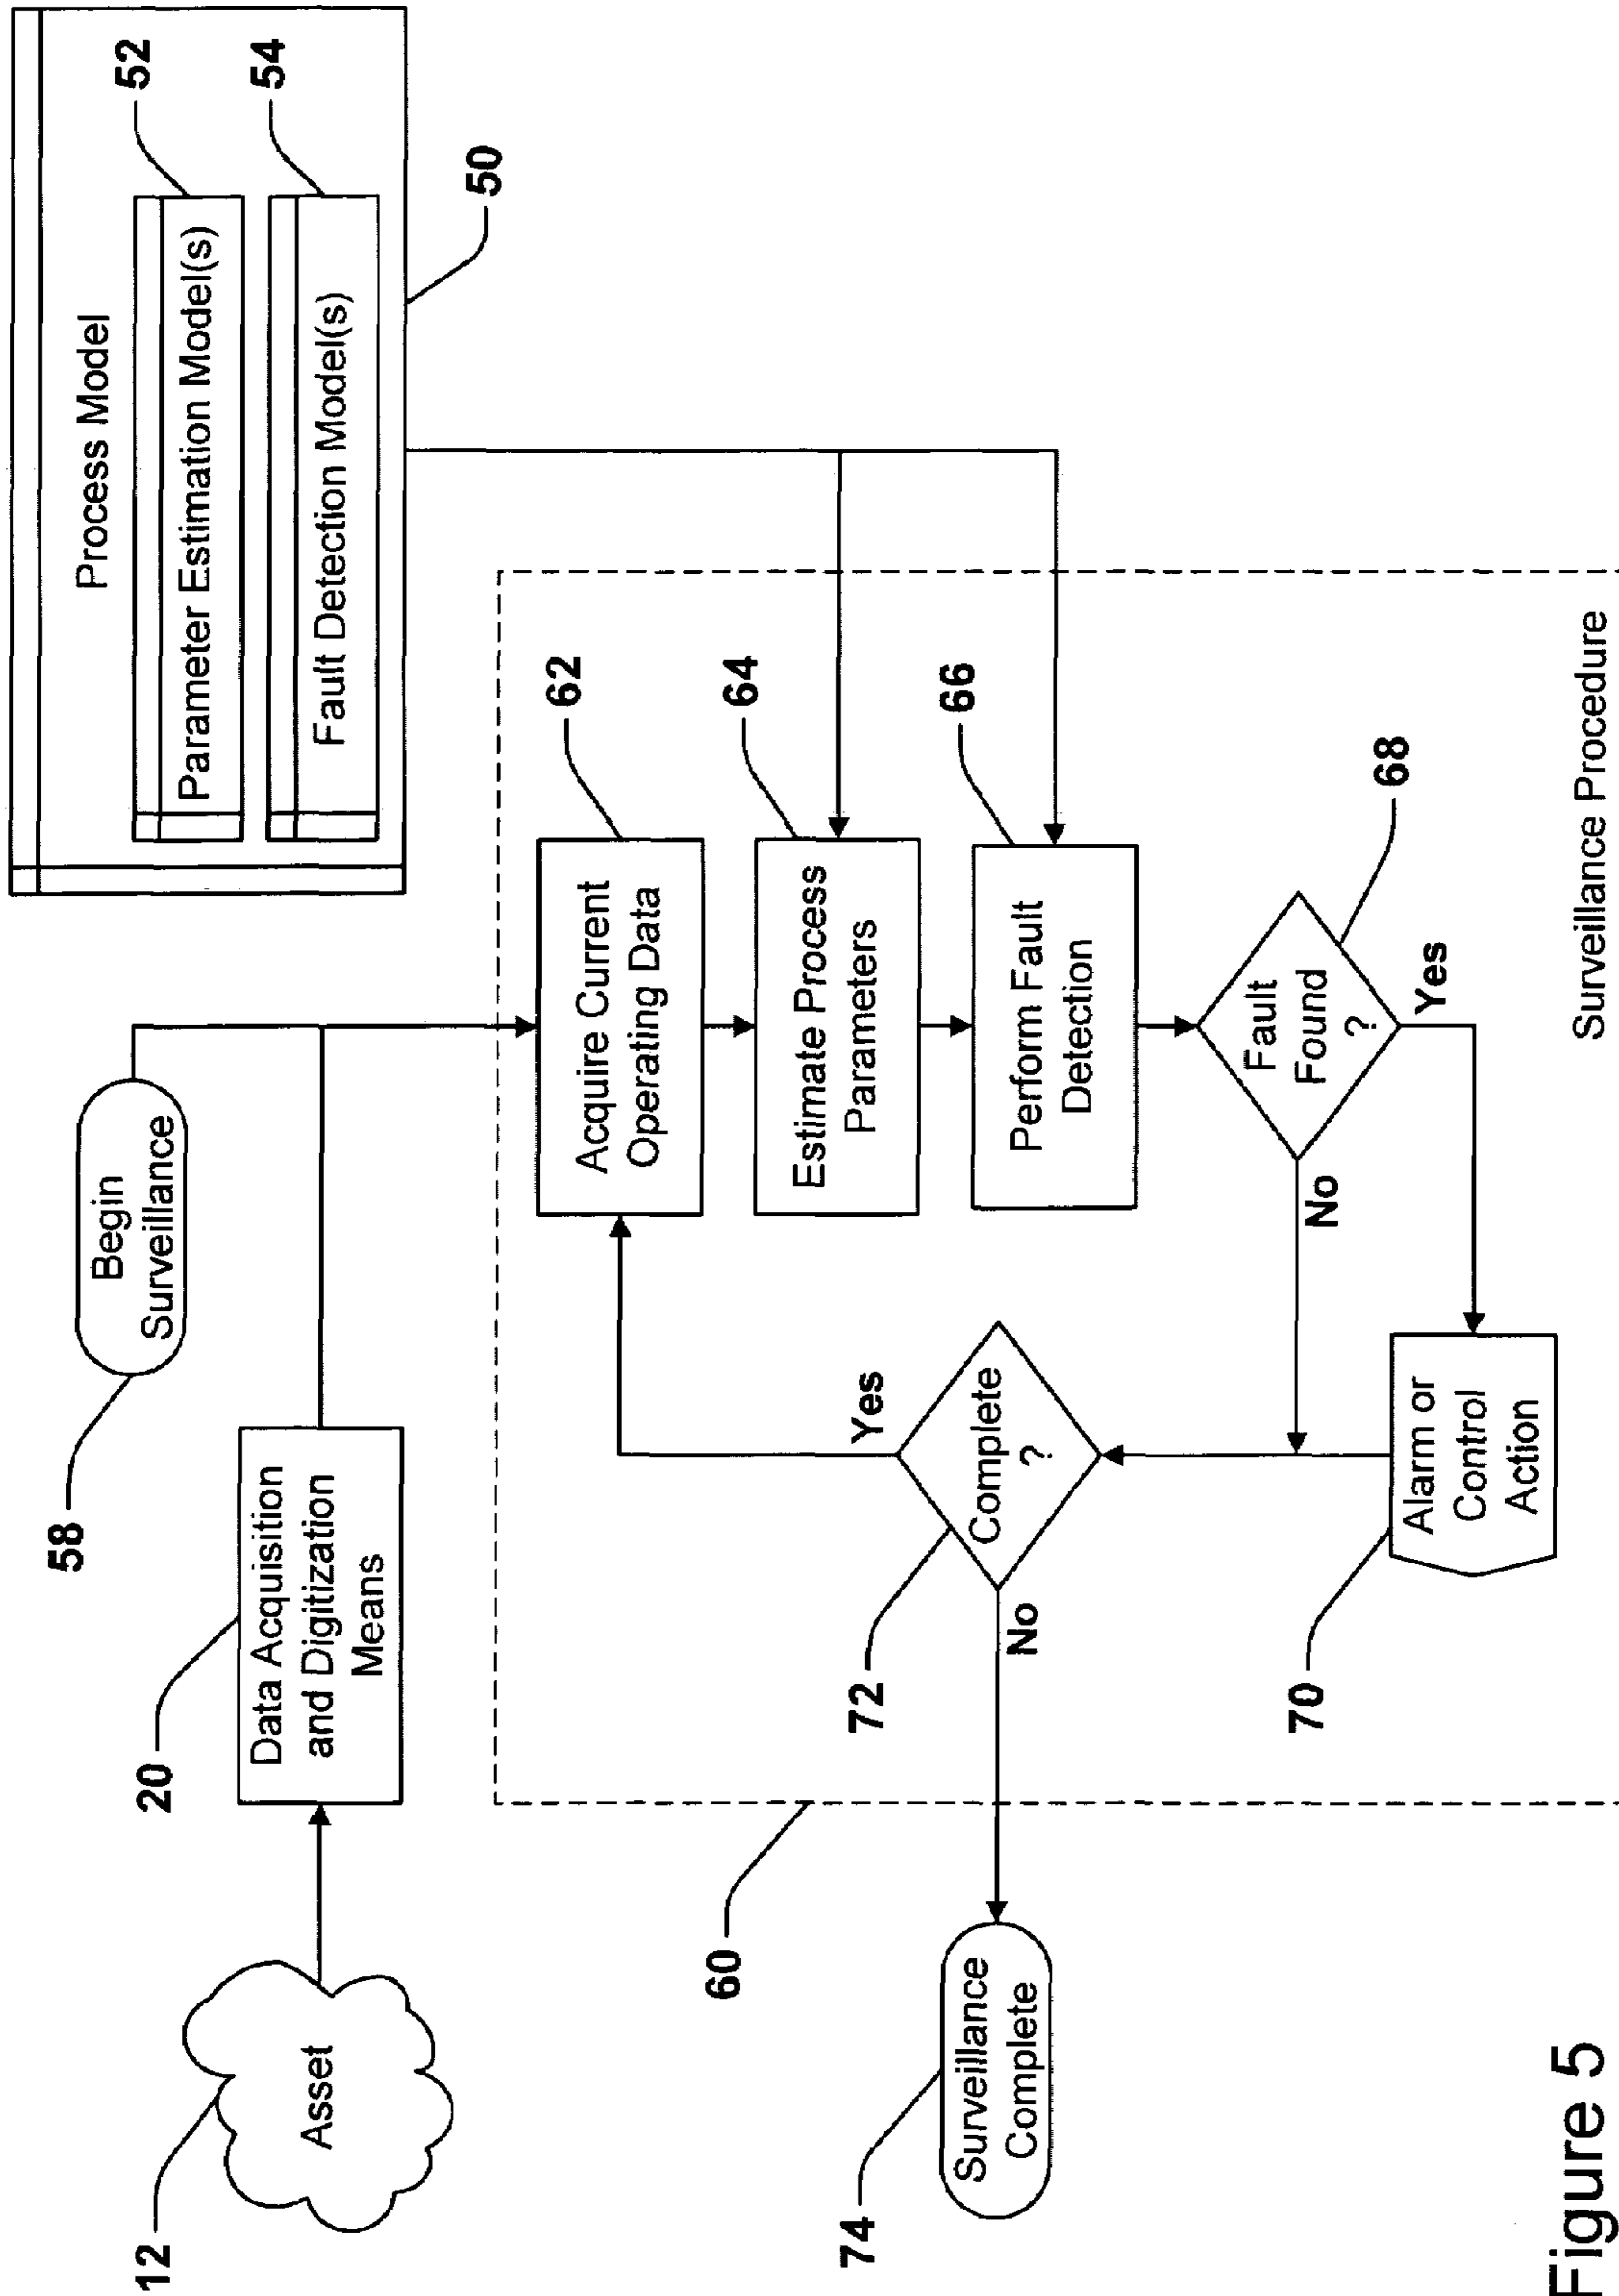 12
Asset
20
Data Acquisition
and Digitization
Means
58
Begin
Surveillance
Process Model
Parameter Estimation Model(s)
52
Fault Detection Model(s)
54
50
60
62
Acquire Current
Operating Data
64
Estimate Process
Parameters
66
Perform Fault
Detection
68
Fault
Found
?
Yes
No
70
Alarm or
Control
Action
72
Complete
?
Yes
No
74
Surveillance
Complete
Surveillance Procedure
Figure 5